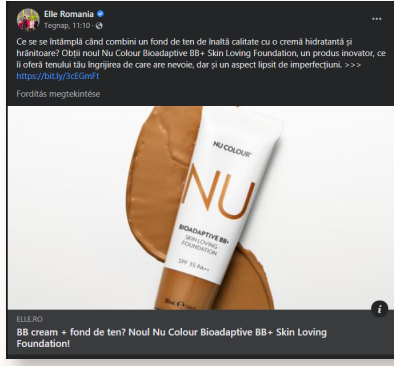 Elle Romania
Tegnap, 11:10 ·
Ce se se întâmplă când combini un fond de ten de înaltă calitate cu o cremă hidratantă și
hrănitoare? Obții noul Nu Colour Bioadaptive BB+ Skin Loving Foundation, un produs inovator, ce
îi oferă tenului tău îngrijirea de care are nevoie, dar și un aspect lipsit de imperfecțiuni. >>>
https://bit.ly/3cEGmFt
Fordítás megtekintése
NU COLOUR
NU
BIOADAPTIVE BB+
SKIN LOVING
FOUNDATION
SPF 35 PA++
ELLE.RO
BB cream + fond de ten? Noul Nu Colour Bioadaptive BB+ Skin Loving
Foundation!